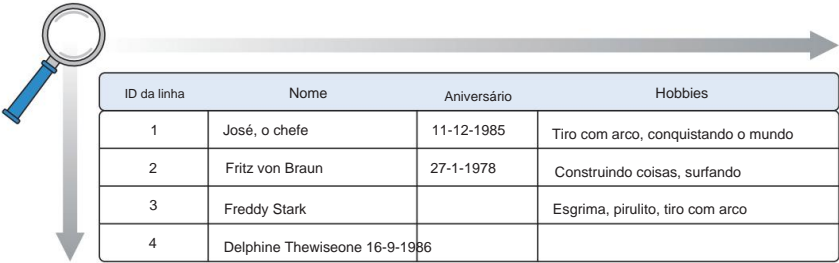 ID da linha Nome Aniversário Hobbies
1 José, o chefe 11-12-1985 Tiro com arco, conquistando o mundo
2 Fritz von Braun 27-1-1978 Construindo coisas, surfando
3 Freddy Stark Esgrima, pirulito, tiro com arco
4 Delphine Thewiseone 16-9-1986